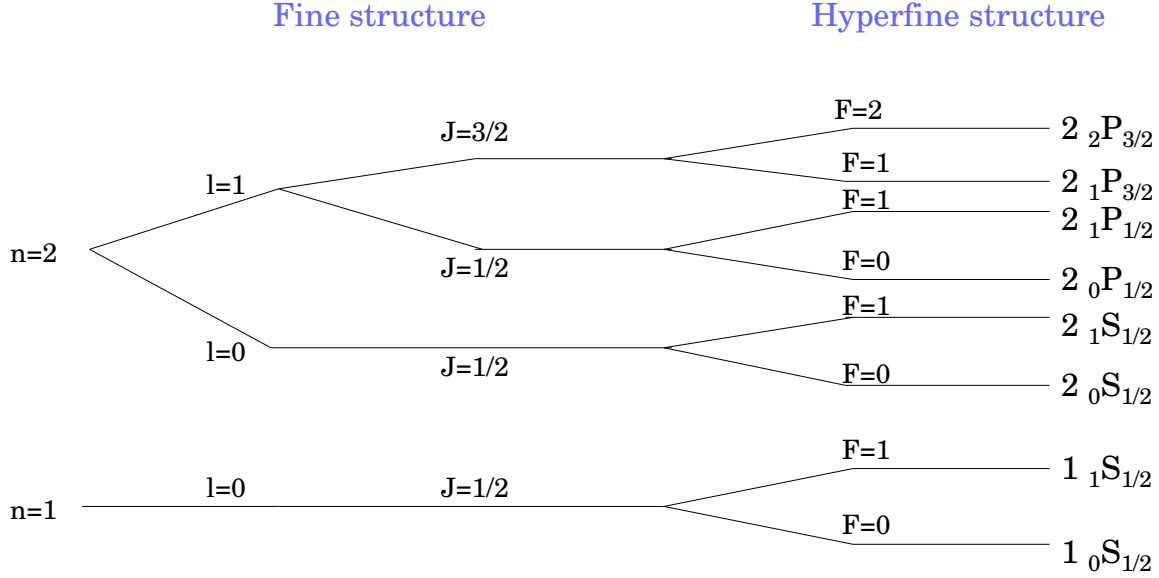 Fine structure
Hyperfine structure
F=2
J=3/2
2 ₂P₃/₂
F=1
l=1
2 ₁P₃/₂
F=1
2 ₁P₁/₂
n=2
J=1/2
F=0
2 ₀P₁/₂
F=1
2 ₁S₁/₂
l=0
J=1/2
F=0
2 ₀S₁/₂
F=1
1 ₁S₁/₂
l=0
J=1/2
n=1
F=0
1 ₀S₁/₂